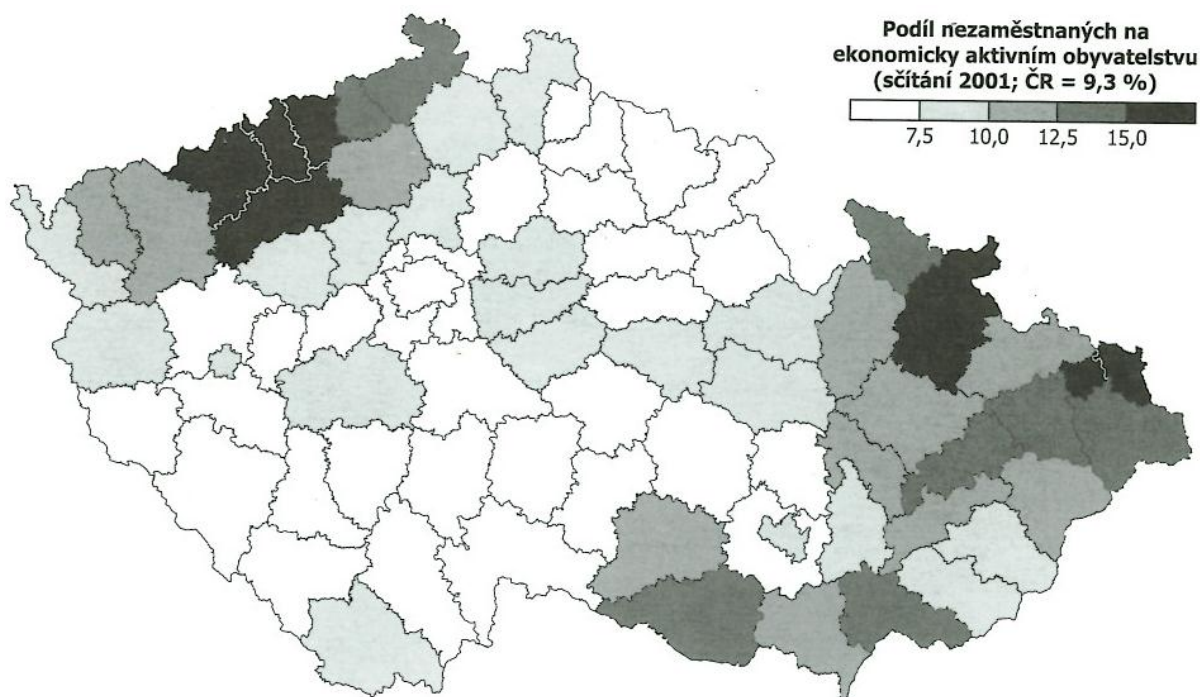 Podíl nezaměstnaných na
ekonomicky aktivním obyvatelstvu
(sčítání 2001; ČR = 9,3 %)
7,5 10,0 12,5 15,0